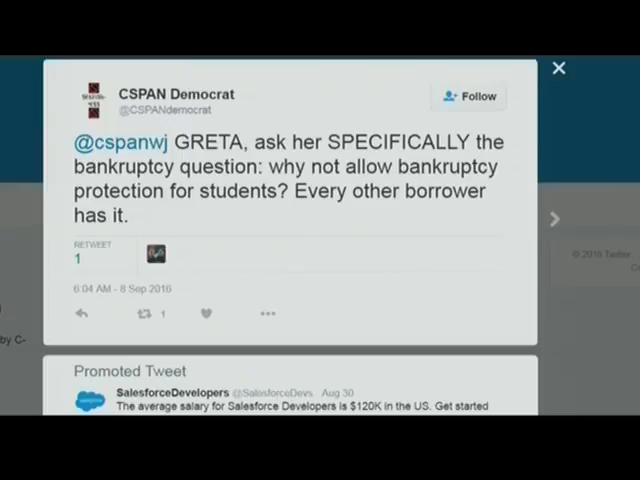 CSPAN Democrat
@CSPANdemocrat
Follow
@cspanwj GRETA, ask her SPECIFICALLY the
bankruptcy question: why not allow bankruptcy
protection for students? Every other borrower
has it.
RETWEET
1
6:04 AM - 8 Sep 2016
1
© 2016 Twitter
by C-
Promoted Tweet
SalesforceDevelopers @SalesforceDevs Aug 30
The average salary for Salesforce Developers is $120K in the US. Get started